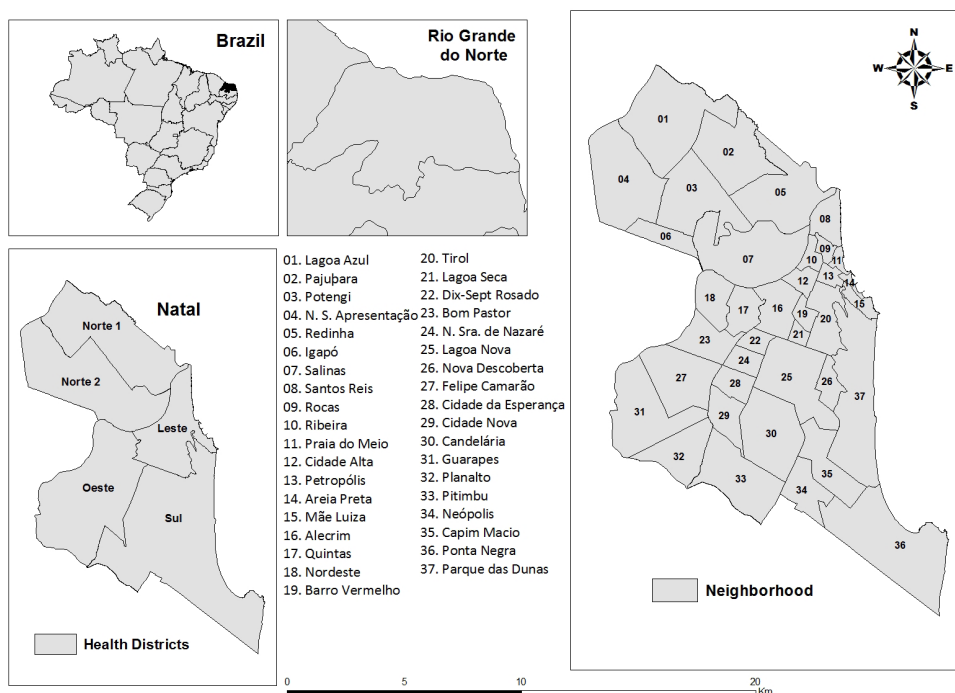 Brazil
Rio Grande
do Norte
Natal
Norte 1
Norte 2
Leste
Oeste
Sul
Health Districts
01. Lagoa Azul
02. Pajuþara
03. Potengi
04. N. S. Apresentação
05. Redinha
06. Igapó
07. Salinas
08. Santos Reis
09. Rocas
10. Ribeira
11. Praia do Meio
12. Cidade Alta
13. Petropólis
14. Areia Preta
15. Mãe Luiza
16. Alecrim
17. Quintas
18. Nordeste
19. Barro Vermelho
20. Tirol
21. Lagoa Seca
22. Dix-Sept Rosado
23. Bom Pastor
24. N. Sra. de Nazaré
25. Lagoa Nova
26. Nova Descoberta
27. Felipe Camarão
28. Cidade da Esperança
29. Cidade Nova
30. Candelária
31. Guarapes
32. Planalto
33. Pitimbu
34. Neópolis
35. Capim Macio
36. Ponta Negra
37. Parque das Dunas
N
W
E
S
01
02
04
03
05
08
06
09
10
11
07
12
13
14
15
18
17
16
19
20
21
23
22
24
25
26
27
28
37
31
29
30
32
33
35
34
36
Neighborhood
0
5
10
20
Km